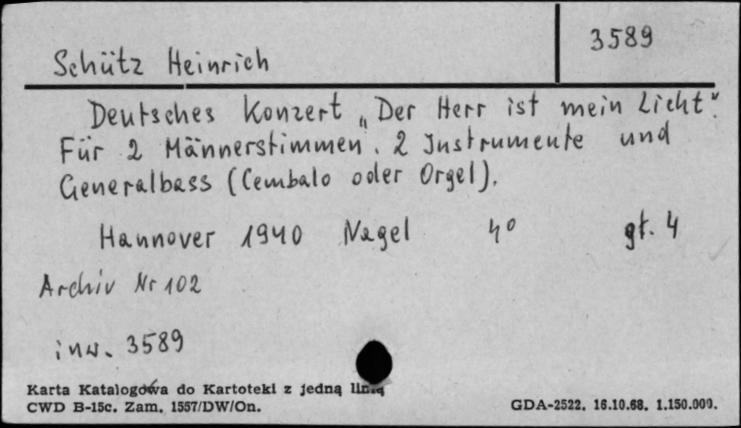 3589
Schütz Heinrich
Deutsches Konzert „Der Herr ist mein Licht".
Für 2 Männerstimmen. 2 Instrumente und
Generalbass (Cembalo oder Orgel).
Hannover 1940 Nagel 4° gł. 4
Archiv Nr 102
inw. 3589
Karta Katalogowa do Kartoteki z jedną linią
CWD B-15c. Zam. 1557/DW/On. GDA-2522. 16.10.68. 1.150.000.